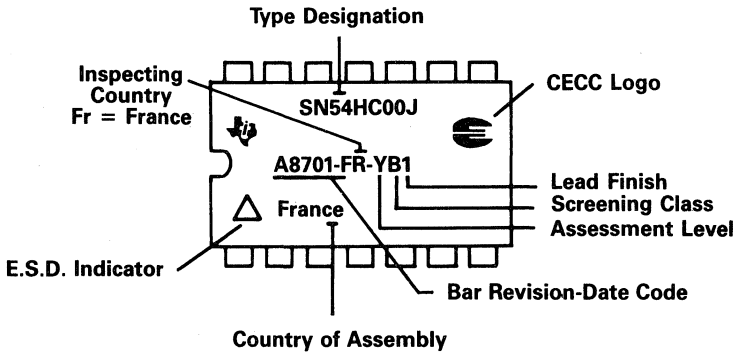 Type Designation
Inspecting
Country
Fr = France
CECC Logo
SN54HC00J
A8701-FR-YB1
Lead Finish
Screening Class
Assessment Level
France
E.S.D. Indicator
Bar Revision-Date Code
Country of Assembly